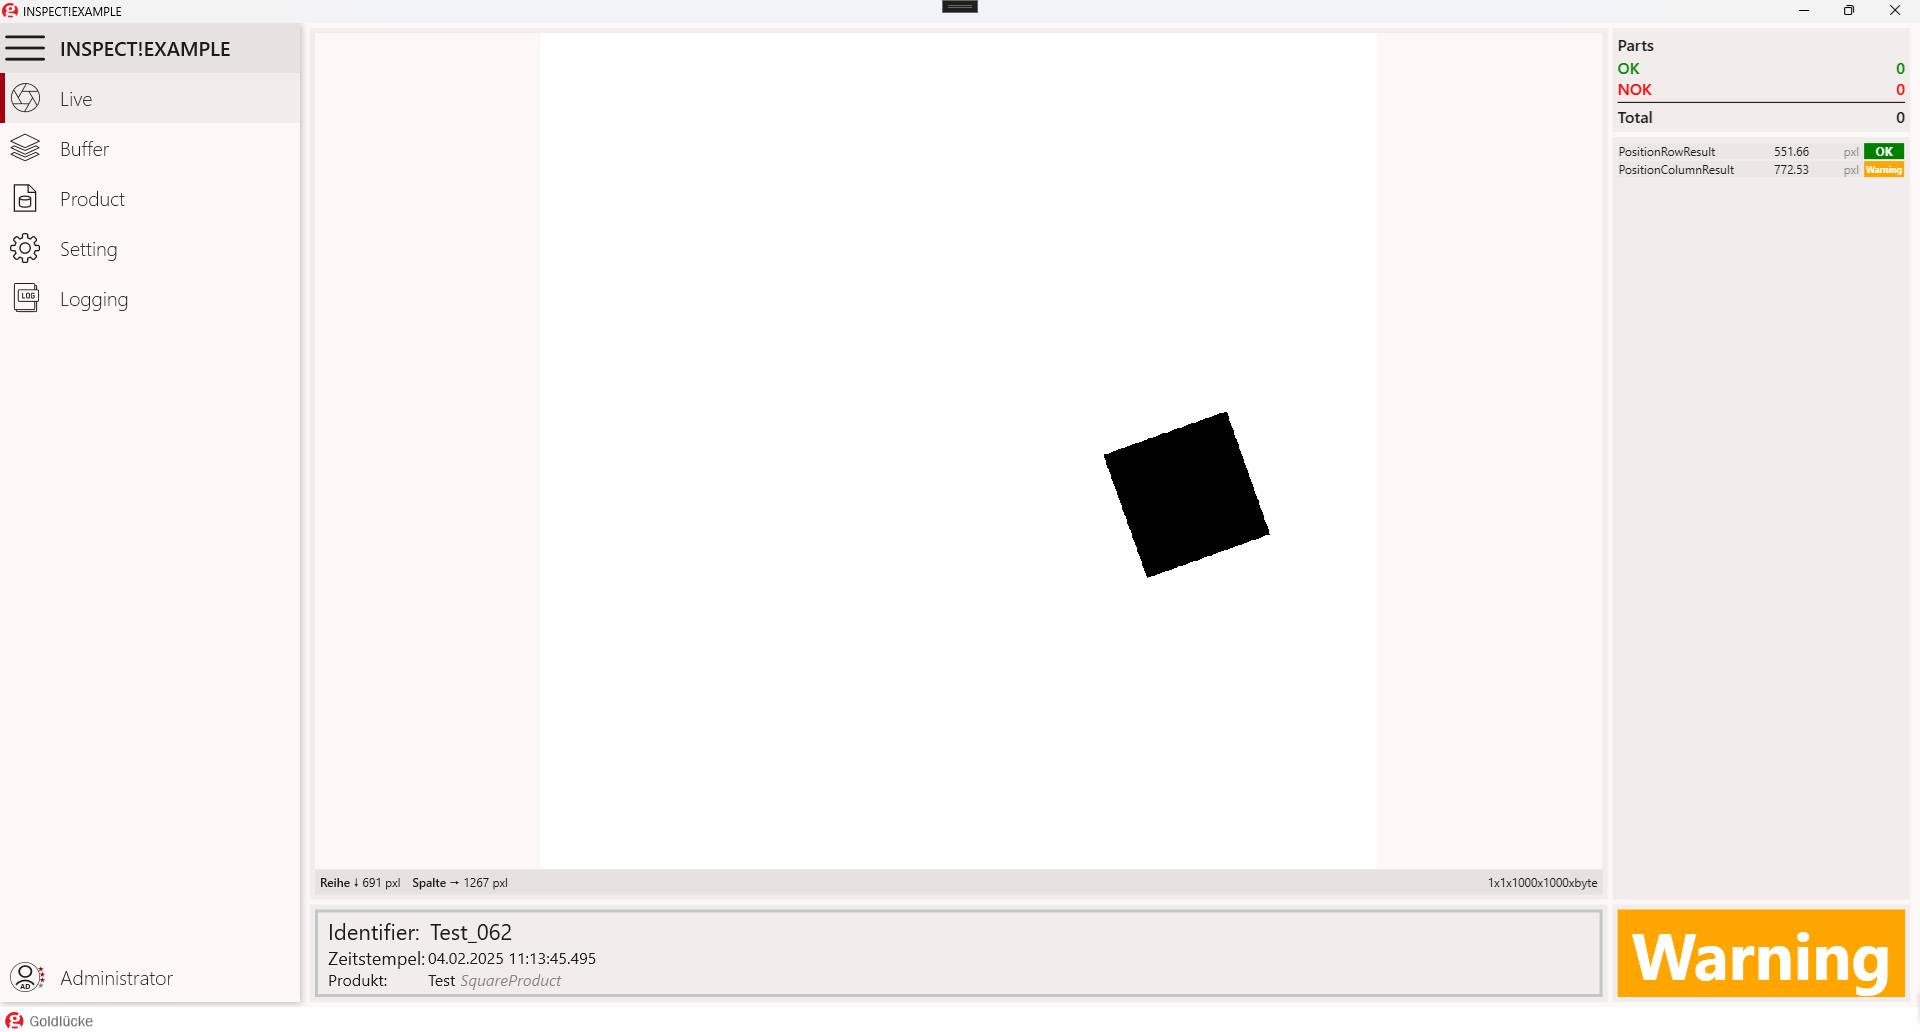 INSPECT!EXAMPLE
INSPECT!EXAMPLE
Live
Buffer
Product
Setting
LOG
Logging
AD
Administrator
Goldlücke
Reihe ↓ 691 pxl Spalte → 1267 pxl
1x1x1000x1000xbyte
Identifier: Test_062
Zeitstempel: 04.02.2025 11:13:45.495
Produkt: Test SquareProduct
Parts
OK 0
NOK 0
Total 0
PositionRowResult 551.66 pxl OK
PositionColumnResult 772.53 pxl Warning
Warning